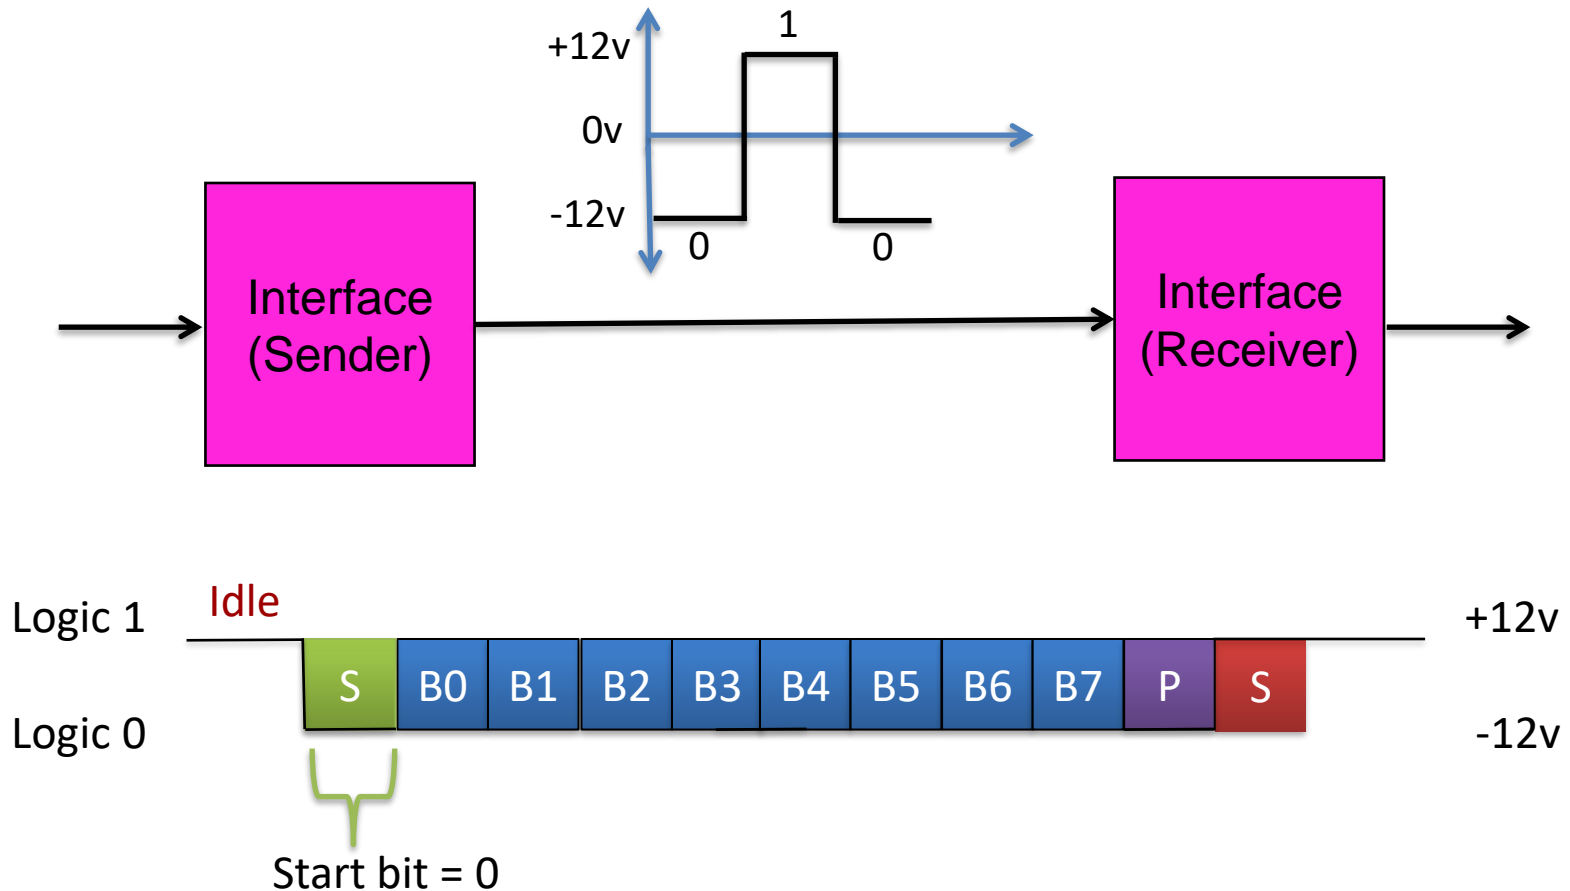 1
+12v
0v
-12v
0
0
Interface
(Sender)
Interface
(Receiver)
Idle
Logic 1
+12v
S B0 B1 B2 B3 B4 B5 B6 B7 P S
Logic 0
-12v
Start bit = 0